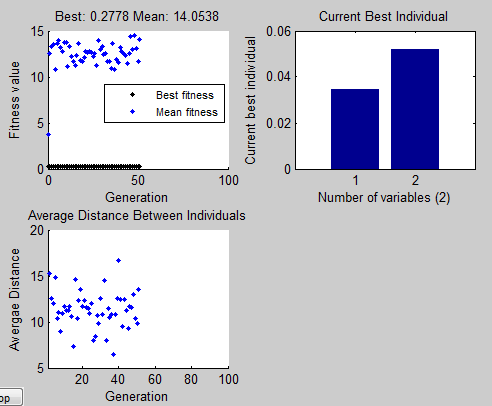 Best: 0.2778 Mean: 14.0538
15
10
5
0
0
50
100
Fitness value
Best fitness
Mean fitness
Generation
Current Best Individual
0.06
0.04
0.02
0
1
2
Current best individual
Number of variables (2)
Average Distance Between Individuals
20
15
10
5
20
40
60
80
100
Avergae Distance
Generation
op